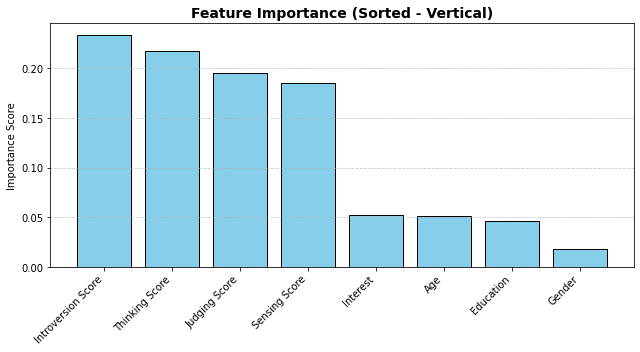 Feature Importance (Sorted - Vertical)
Importance Score
0.20
0.15
0.10
0.05
0.00
Introversion Score
Thinking Score
Judging Score
Sensing Score
Interest
Age
Education
Gender